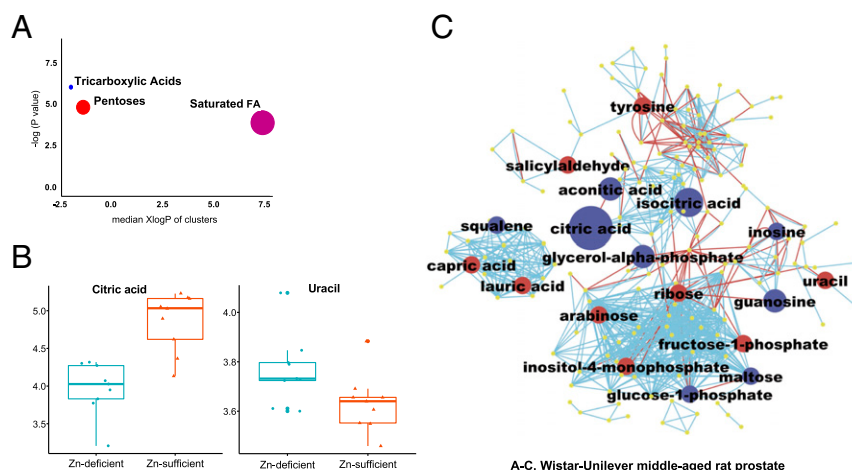 A
7.5
5.0
2.5
0.0
-log (P value)
Tricarboxylic Acids
Pentoses
Saturated FA
-2.5 0.0 2.5 5.0 7.5
median XlogP of clusters
B
Citric acid
5.0
4.5
4.0
3.5
Zn-deficient Zn-sufficient
Uracil
4.0
3.8
3.6
Zn-deficient Zn-sufficient
C
tyrosine
salicylaldehyde
aconitic acid
isocitric acid
citric acid
squalene
inosine
glycerol-alpha-phosphate
capric acid
lauric acid
uracil
ribose
guanosine
arabinose
fructose-1-phosphate
inositol-4-monophosphate
maltose
glucose-1-phosphate
A-C. Wistar-Unilever middle-aged rat prostate